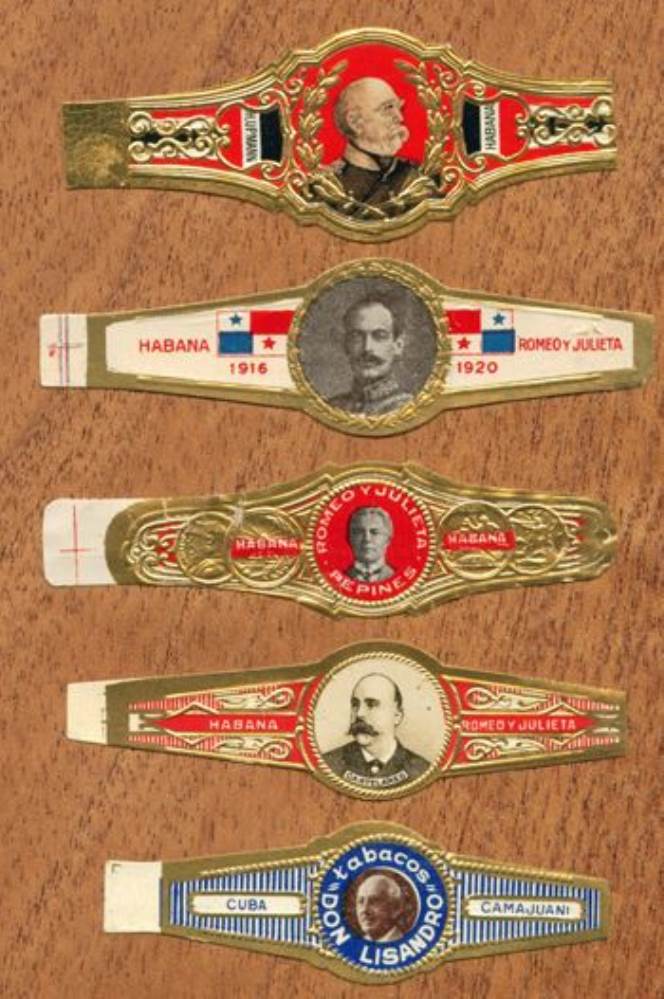 H.UPMANN
HABANA
HABANA
1916
1920
ROMEO Y JULIETA
HABANA
ROMEO Y JULIETA
PEPINES
HABANA
HABANA
ROMEO Y JULIETA
CUBA
"tabacos"
DON LISANDRO
CAMAJUANI